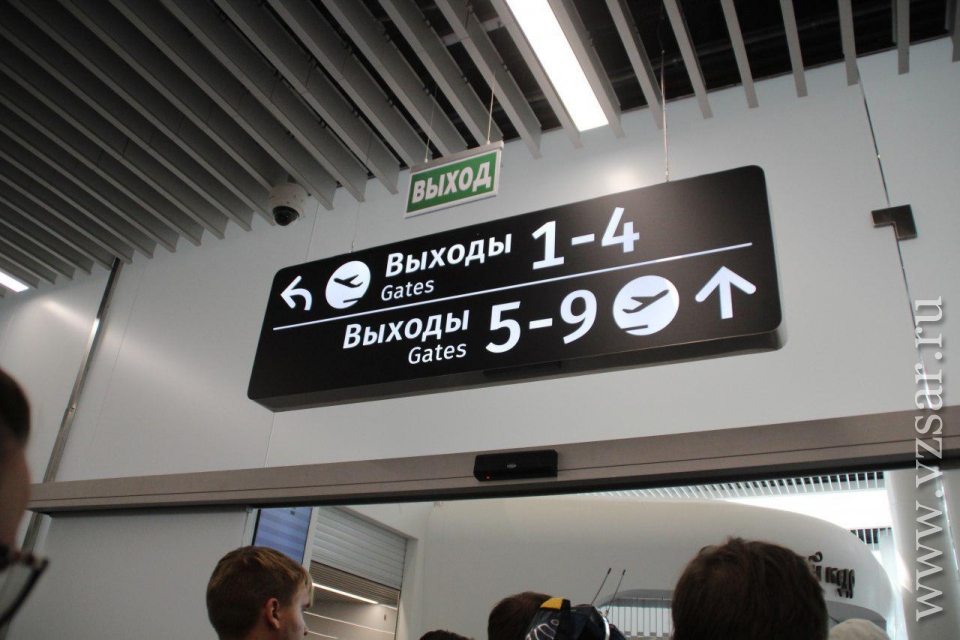 ВЫХОД
Выходы 1-4
Gates
Выходы 5-9
Gates
www.vzsar.ru